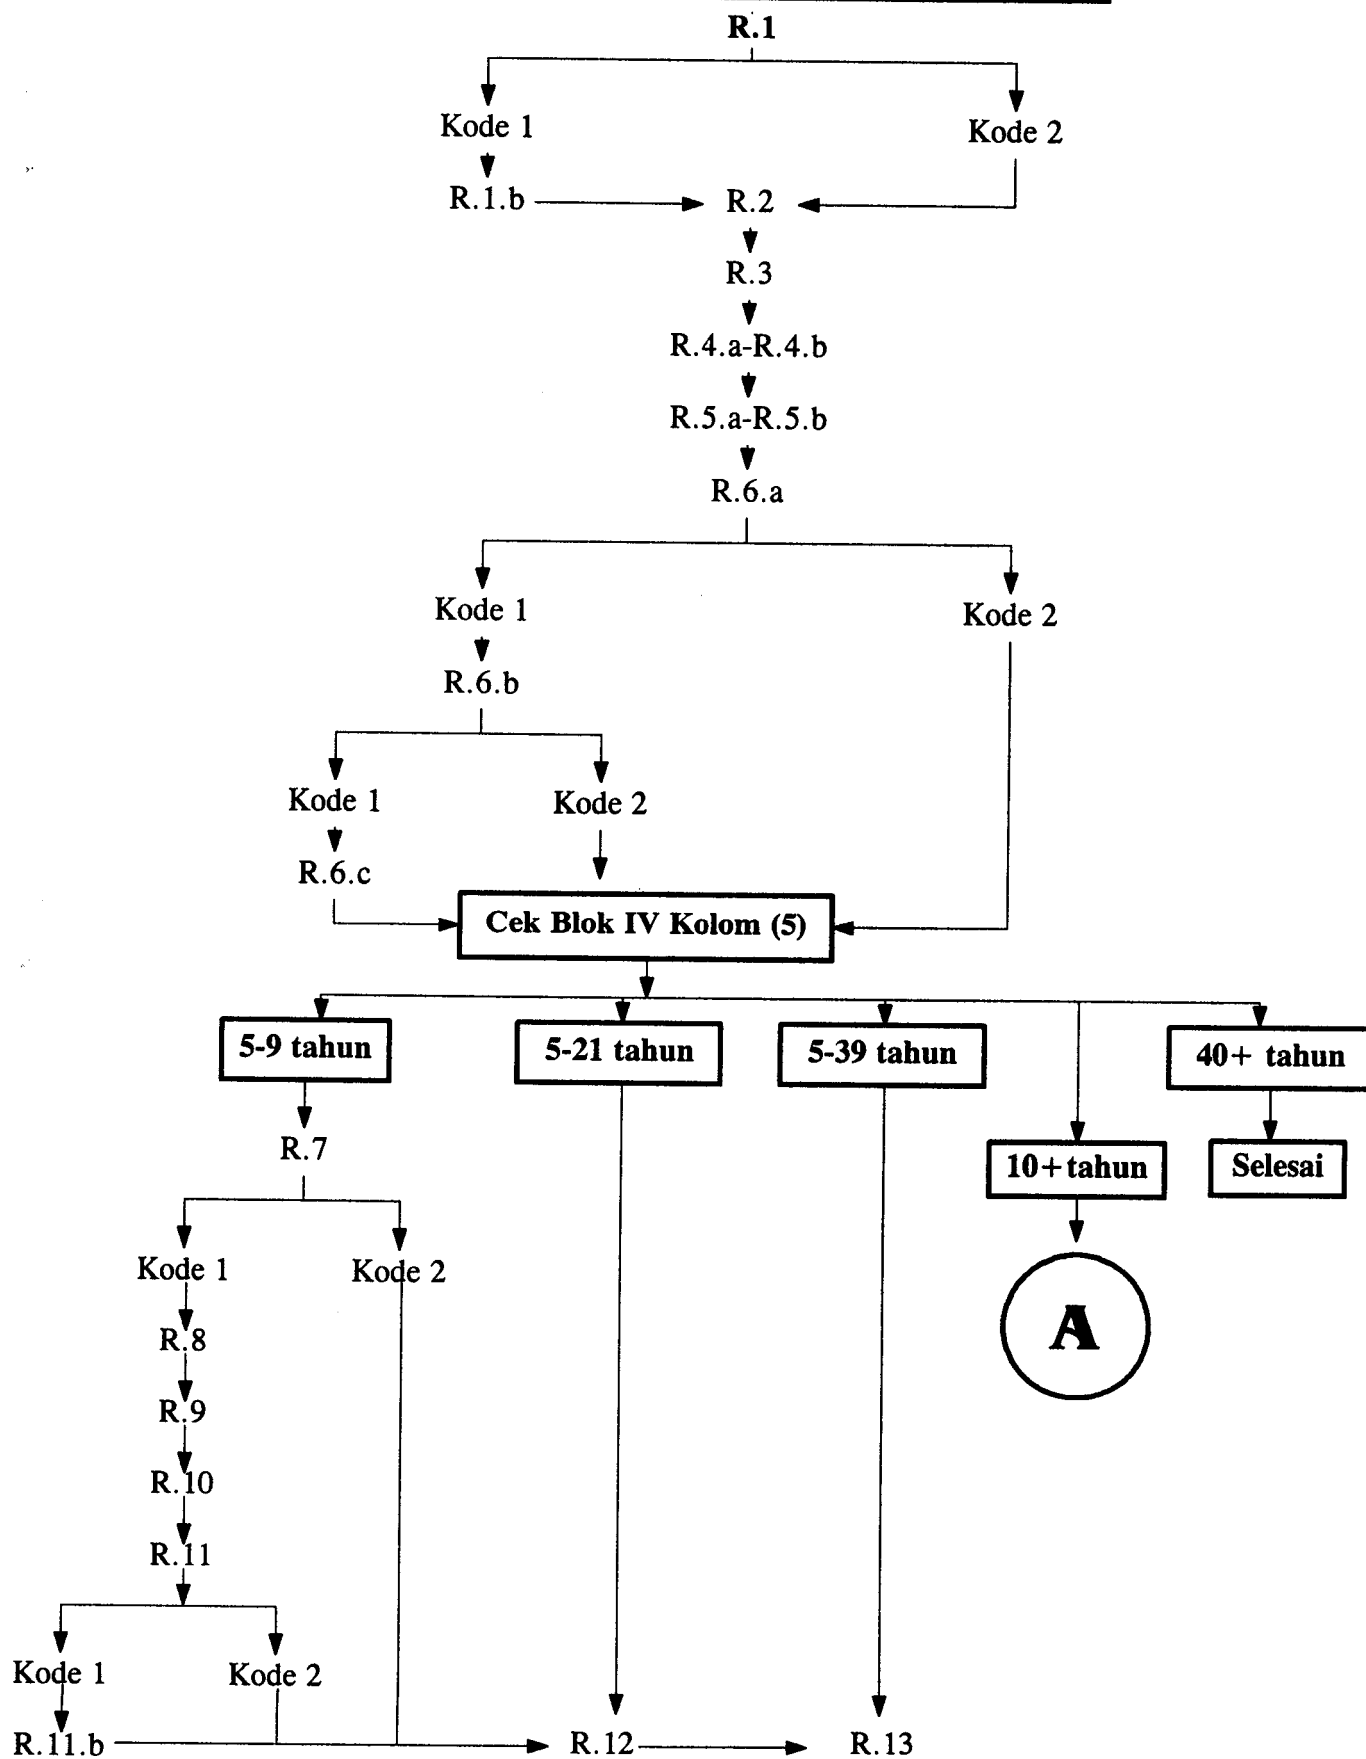 R.1
Kode 1
Kode 2
R.1.b
R.2
R.3
R.4.a-R.4.b
R.5.a-R.5.b
R.6.a
Kode 1
Kode 2
R.6.b
Kode 1
Kode 2
R.6.c
Cek Blok IV Kolom (5)
5-9 tahun
5-21 tahun
5-39 tahun
40+ tahun
R.7
10+tahun
Selesai
Kode 1
Kode 2
A
R.8
R.9
R.10
R.11
Kode 1
Kode 2
R.11.b
R.12
R.13